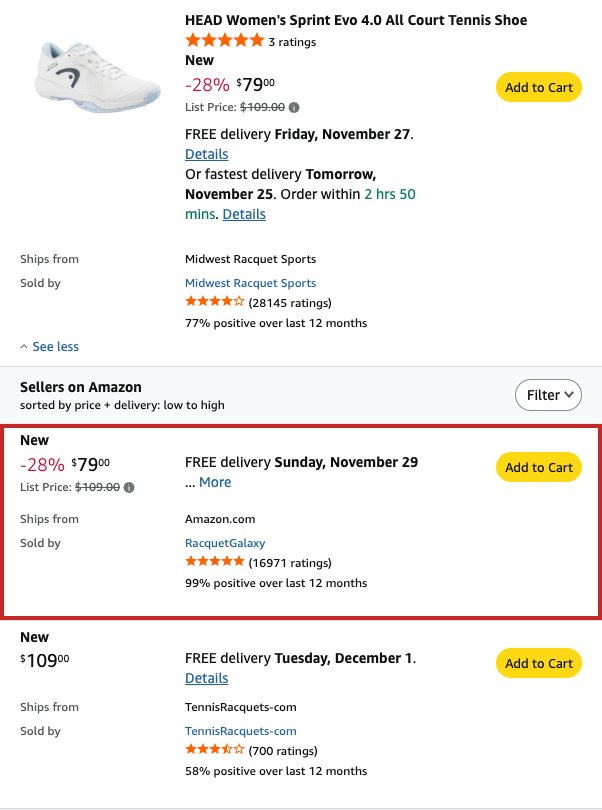 HEAD Women's Sprint Evo 4.0 All Court Tennis Shoe
3 ratings
New
-28% $7900
List Price: $109.00
Add to Cart
FREE delivery Friday, November 27.
Details
Or fastest delivery Tomorrow,
November 25. Order within 2 hrs 50
mins. Details
Ships from Midwest Racquet Sports
Sold by Midwest Racquet Sports
(28145 ratings)
77% positive over last 12 months
See less
Sellers on Amazon
sorted by price + delivery: low to high
Filter
New
-28% $7900
List Price: $109.00
FREE delivery Sunday, November 29
... More
Add to Cart
Ships from Amazon.com
Sold by RacquetGalaxy
(16971 ratings)
99% positive over last 12 months
New
$10900
FREE delivery Tuesday, December 1.
Details
Add to Cart
Ships from TennisRacquets-com
Sold by TennisRacquets-com
(700 ratings)
58% positive over last 12 months